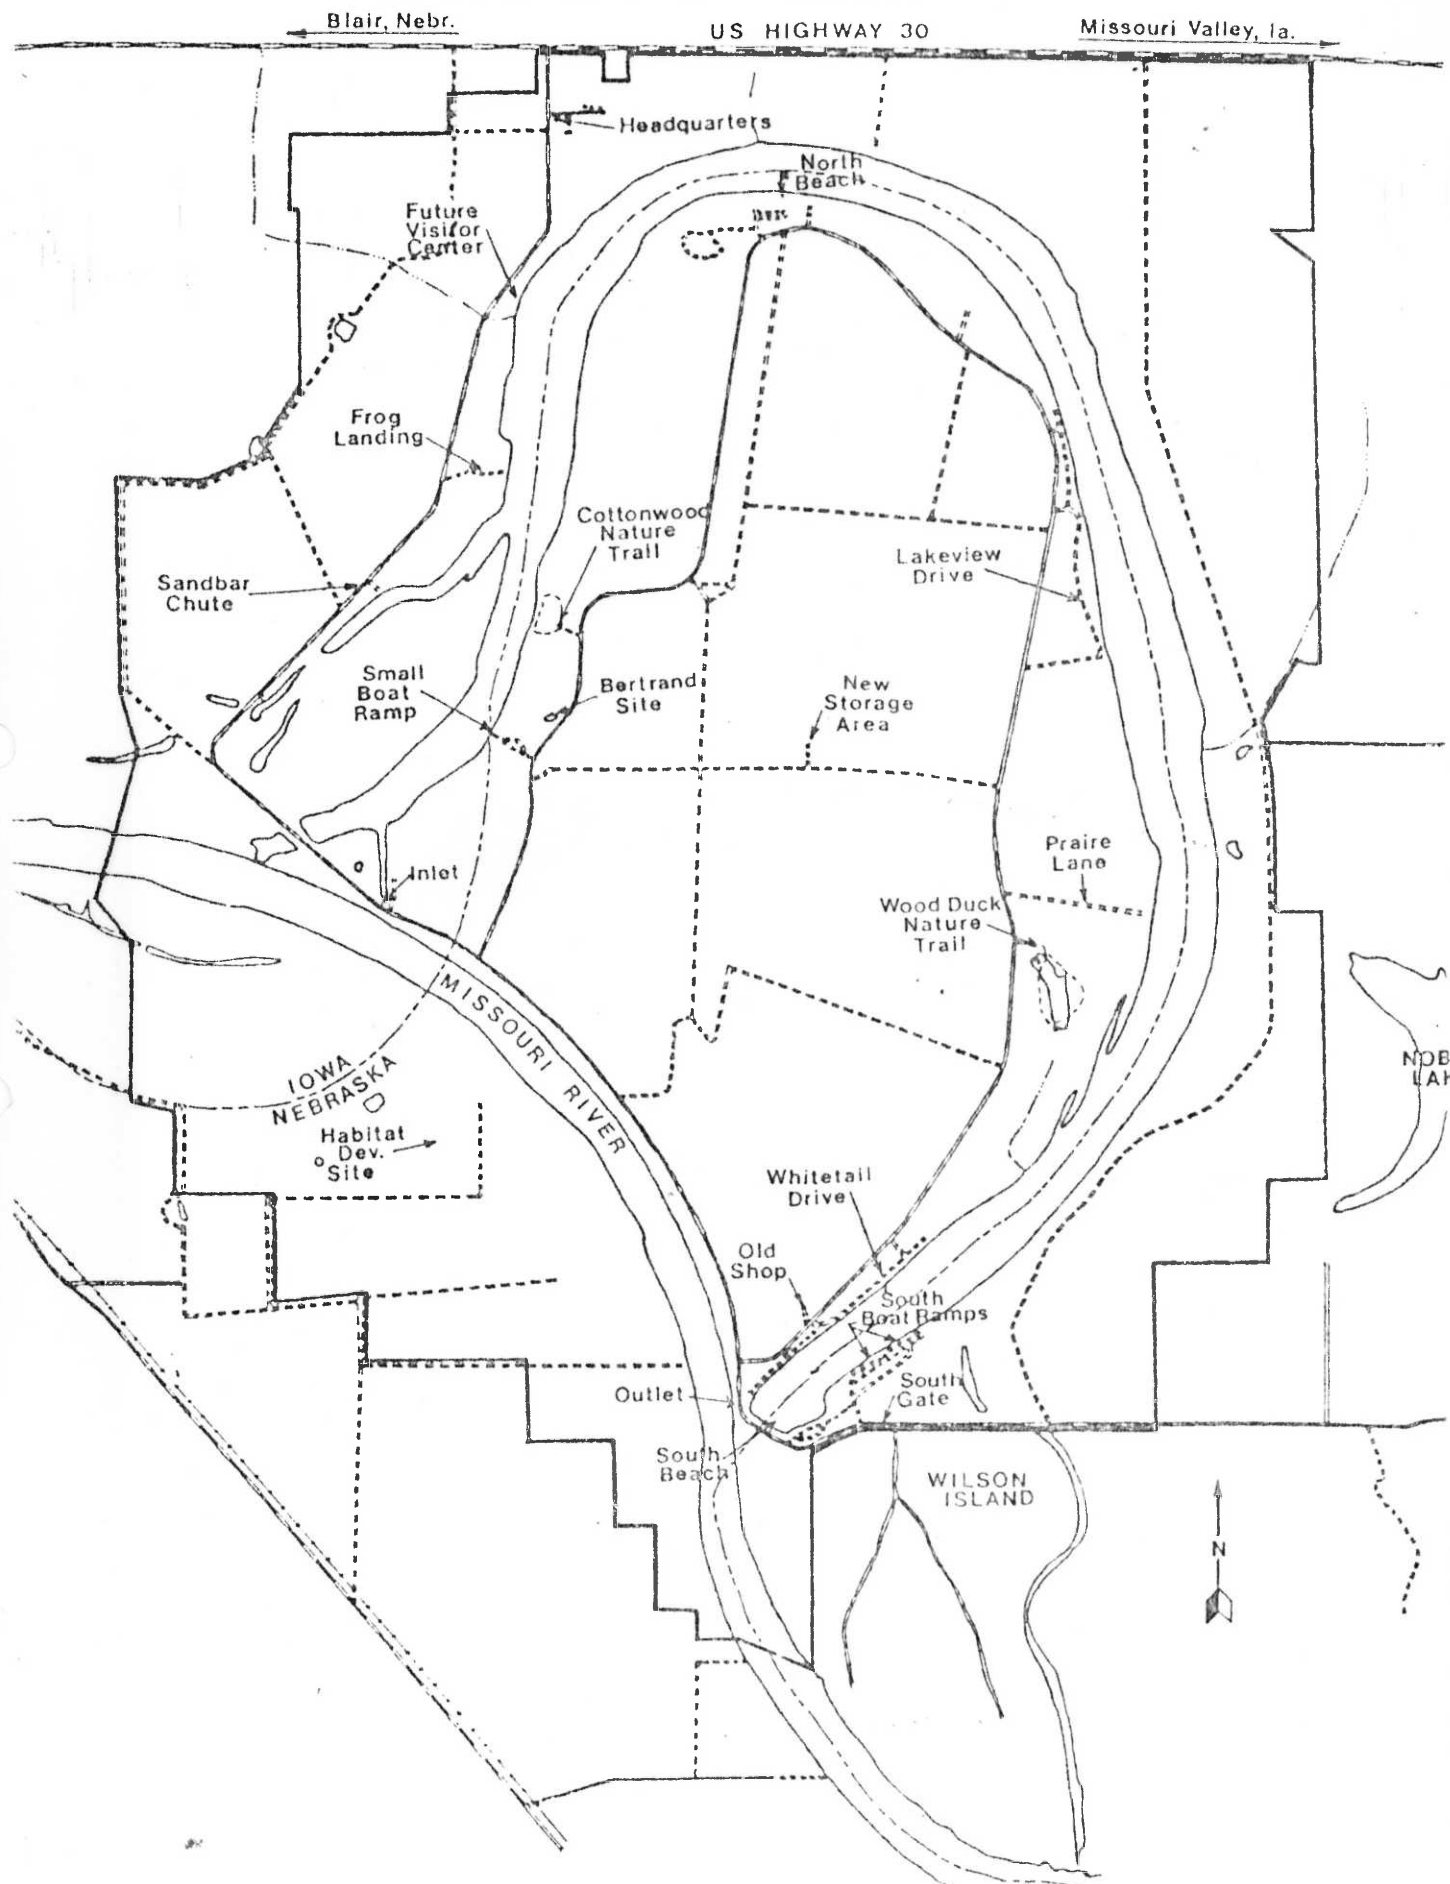 Blair, Nebr.
US HIGHWAY 30
Missouri Valley, Ia.
Headquarters
North
Beach
Future
Visitor
Center
Frog
Landing
Cottonwood
Nature
Trail
Lakeview
Drive
Sandbar
Chute
Small
Boat
Ramp
Bertrand
Site
New
Storage
Area
Praire
Lane
Inlet
Wood Duck
Nature
Trail
MISSOURI RIVER
IOWA
NEBRASKA
NOB
LAK
Habitat
Dev.
Site
Whitetail
Drive
Old
Shop
South
Boat Ramps
South
Gate
Outlet
South
Beach
WILSON
ISLAND
N